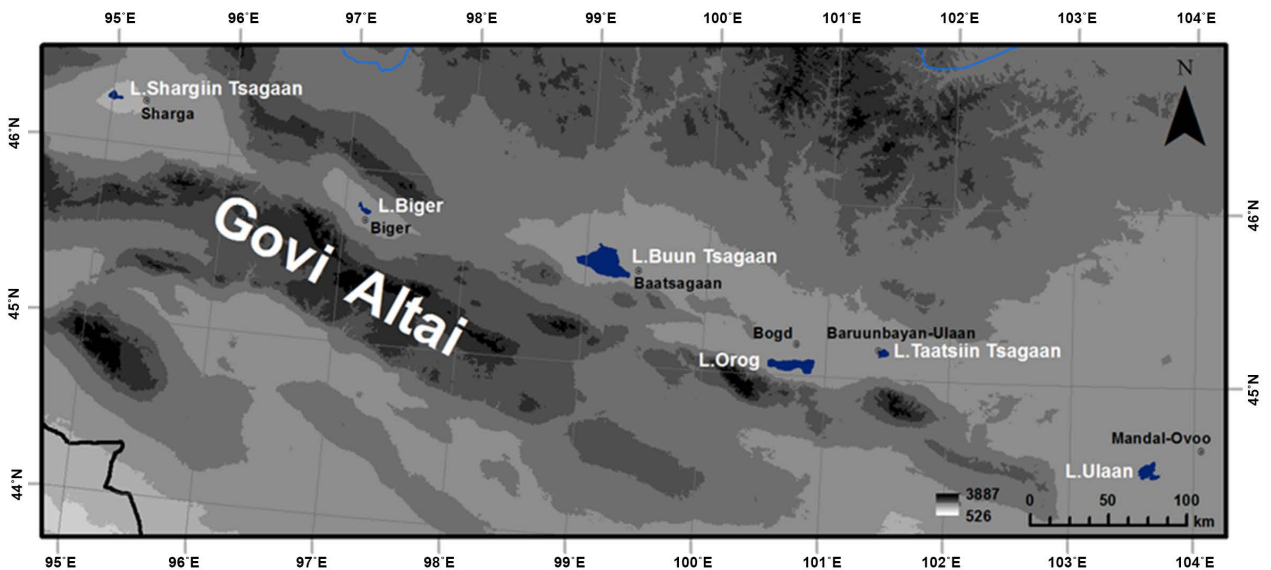 95°E 96°E 97°E 98°E 99°E 100°E 101°E 102°E 103°E 104°E
N
L.Shargiin Tsagaan
Sharga
46°N
L.Biger
Biger
46°N
Govi Altai
L.Buun Tsagaan
Baatsagaan
45°N
Bogd
Baruunbayan-Ulaan
L.Orog
L.Taatsiin Tsagaan
45°N
Mandal-Ovoo
L.Ulaan
44°N
3887
526
0 50 100
km
95°E 96°E 97°E 98°E 99°E 100°E 101°E 102°E 103°E 104°E